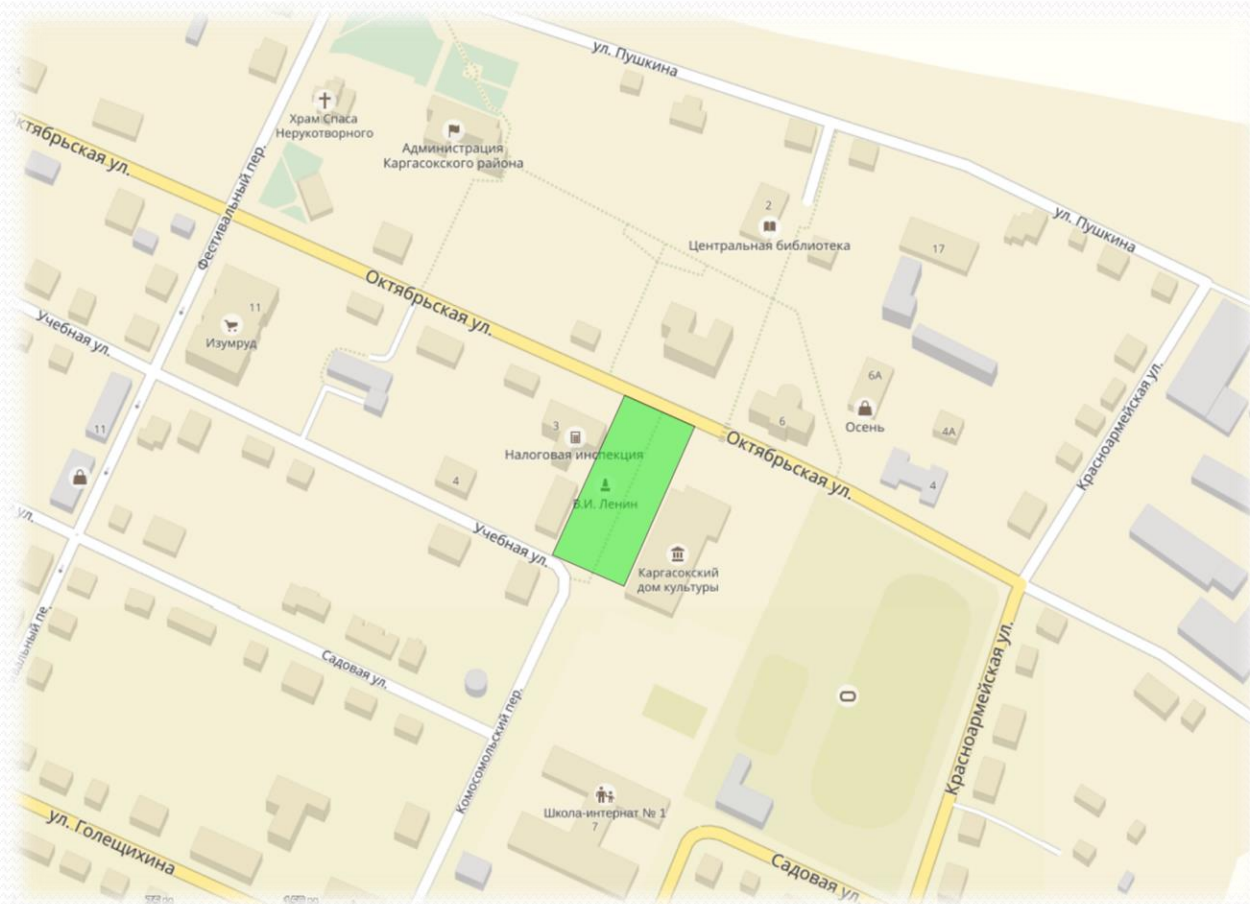 ул. Пушкина
Храм Спаса
Нерукотворного
Администрация
Каргасокского района
Октябрьская ул.
Фестивальный пер.
2
Центральная библиотека
ул. Пушкина
17
Октябрьская ул.
11
Изумруд
Учебная ул.
6А
Осень
Красноармейская ул.
3
Налоговая инспекция
6
4А
Октябрьская ул.
11
4
4
В.И. Ленин
ул.
Учебная ул.
Каргасокский
дом культуры
Садовая ул.
Комсомольский пер.
Красноармейская ул.
Школа-интернат № 1
7
ул. Голещихина
Садовая ул.